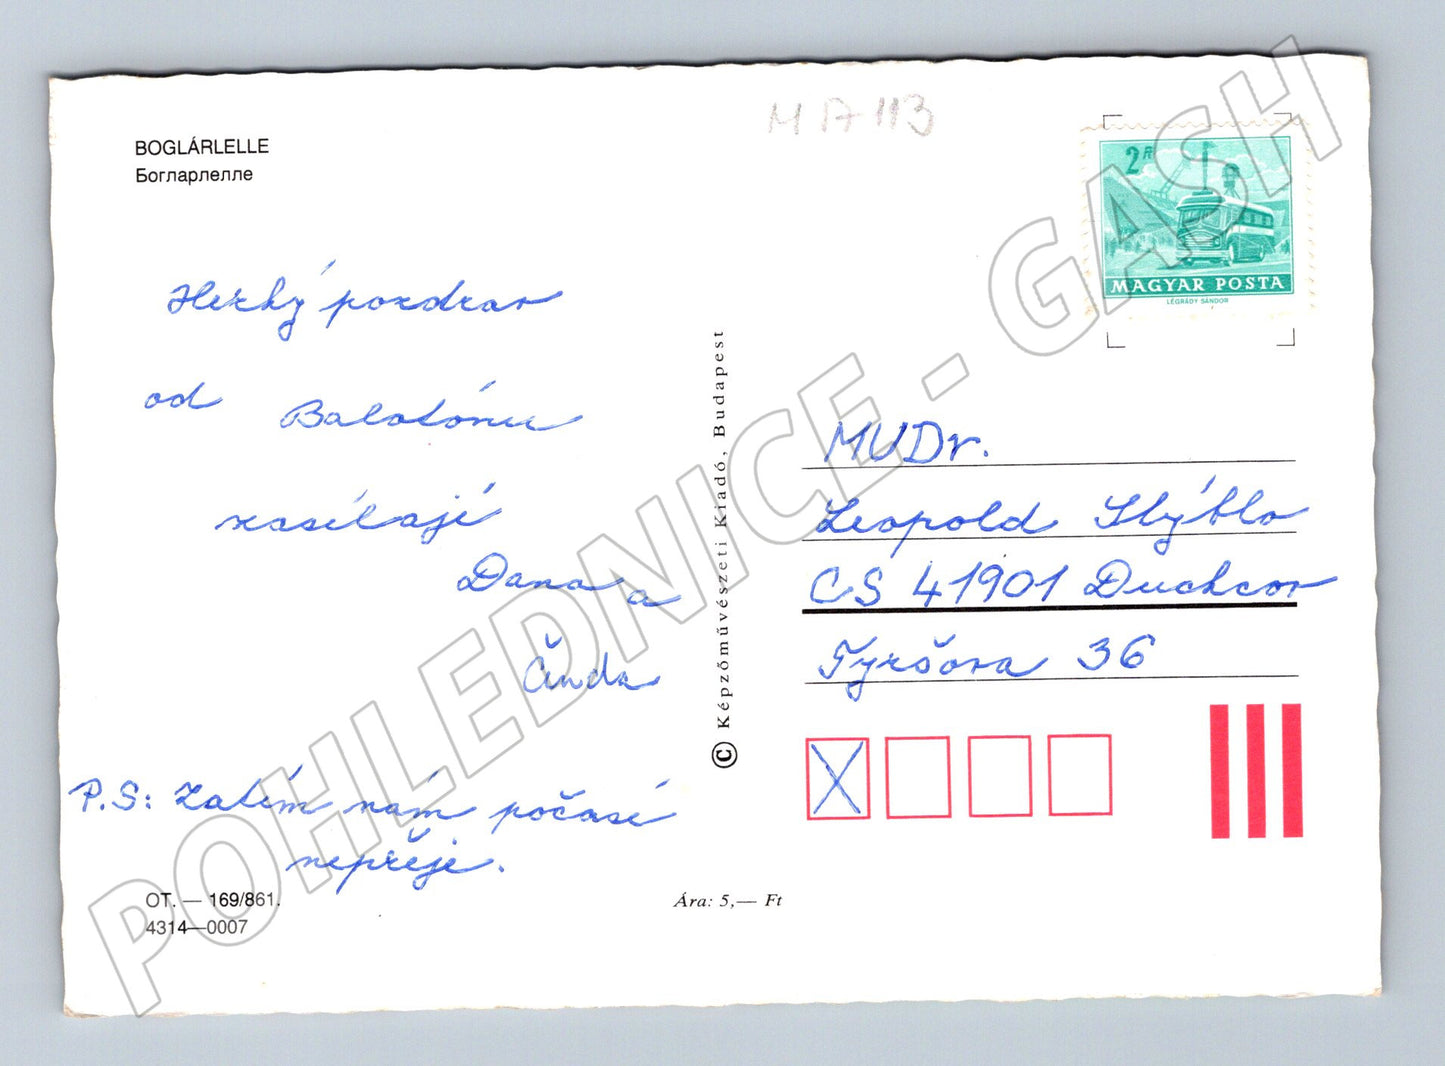 BOGLÁRLELLE
Богларлелле
M A 113
2 Ft
MAGYAR POSTA
LÉGRÁDY SÁNDOR
Hezký pozdrav
od Balatónu
zasílají
Dana a
Čenda
P.S: Zatím nám počasí
nepřeje.
OT. — 169/861.
4314—0007
Ára: 5,— Ft
© Képzőművészeti Kiadó, Budapest
MUDr.
Leopold Stýblo
CS 41901 Duchcov
Tyršova 36
POHLEDNICE - GASH